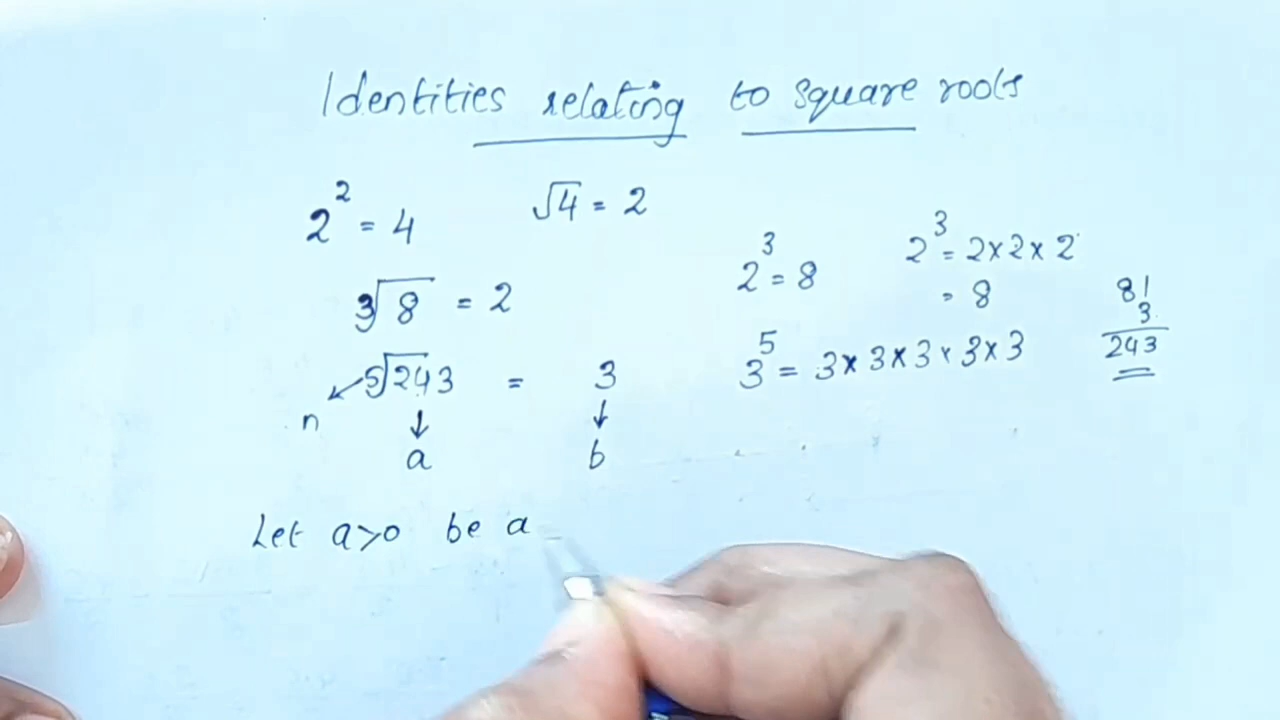 Identities relating to square roots
2² = 4 √4 = 2
2³ = 8 2³ = 2×2×2
∛8 = 2 = 8 81
3
3⁵ = 3×3×3×3×3 243
⁵√243 = 3
n ↓ ↓
a b
Let a>0 be a